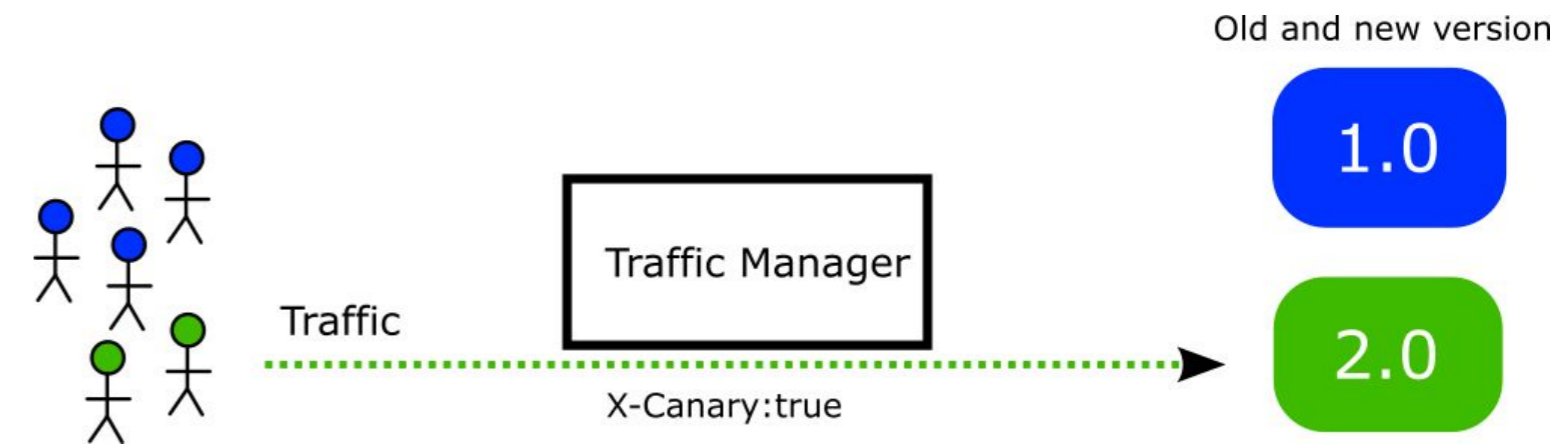 Old and new version
1.0
Traffic Manager
Traffic
2.0
X-Canary:true